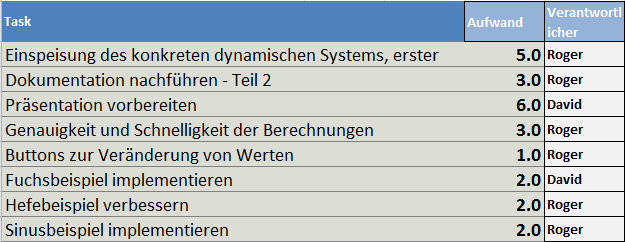 Task Aufwand Verantwortl
icher
Einspeisung des konkreten dynamischen Systems, erster 5.0 Roger
Dokumentation nachführen - Teil 2 3.0 Roger
Präsentation vorbereiten 6.0 David
Genauigkeit und Schnelligkeit der Berechnungen 3.0 Roger
Buttons zur Veränderung von Werten 1.0 Roger
Fuchsbeispiel implementieren 2.0 David
Hefebeispiel verbessern 2.0 Roger
Sinusbeispiel implementieren 2.0 Roger